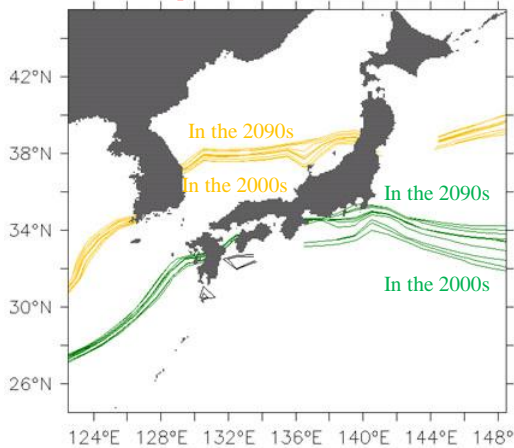 42°N
In the 2090s
38°N
In the 2000s
In the 2090s
34°N
In the 2000s
30°N
26°N
124°E 128°E 132°E 136°E 140°E 144°E 148°